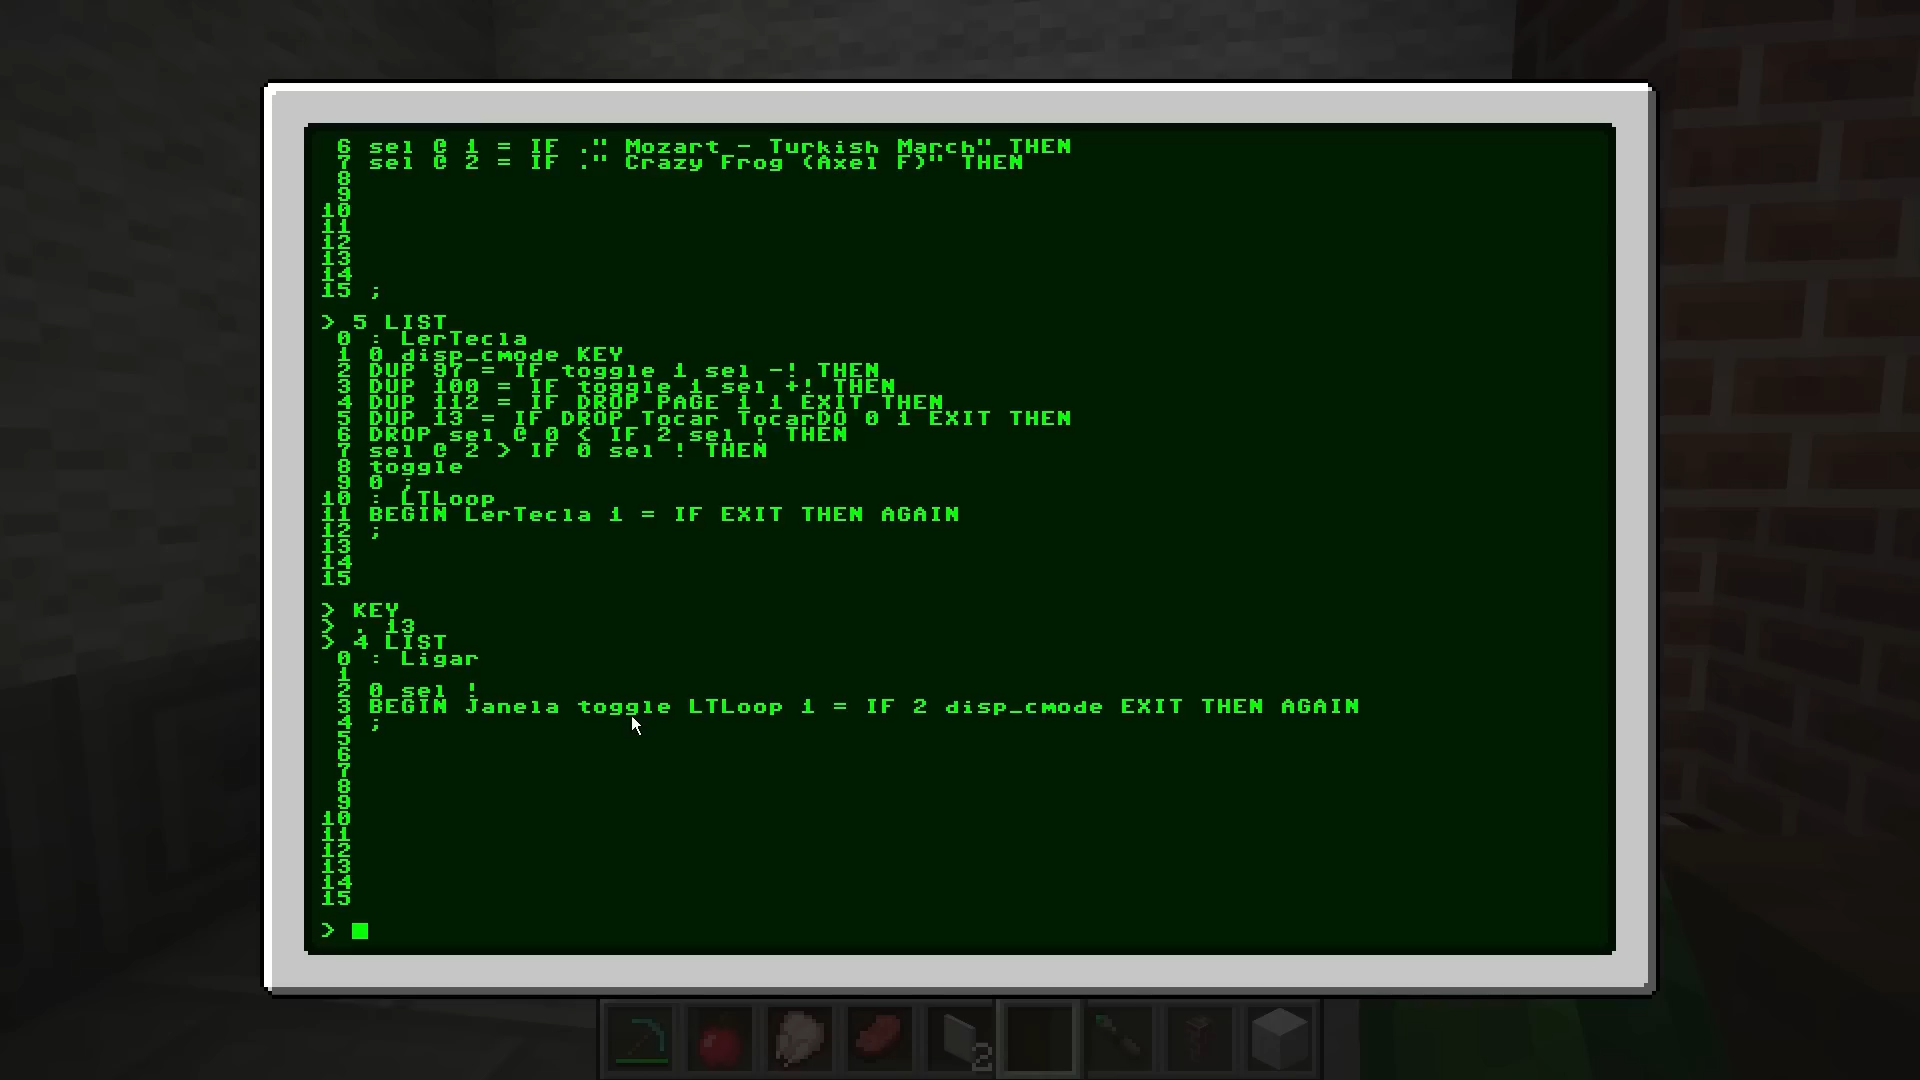 6 sel @ 1 = IF ." Mozart - Turkish March" THEN
7 sel @ 2 = IF ." Crazy Frog (Axel F)" THEN
8
9
10
11
12
13
14
15 ;
> 5 LIST
0 : LerTecla
1 0 disp_cmode KEY
2 DUP 97 = IF toggle 1 sel -! THEN
3 DUP 100 = IF toggle 1 sel +! THEN
4 DUP 112 = IF DROP PAGE 1 1 EXIT THEN
5 DUP 13 = IF DROP Tocar TocarDO 0 1 EXIT THEN
6 DROP sel @ 0 < IF 2 sel ! THEN
7 sel @ 2 > IF 0 sel ! THEN
8 toggle
9 0 ;
10 : LTLoop
11 BEGIN LerTecla 1 = IF EXIT THEN AGAIN
12 ;
13
14
15
> KEY
> . 13
> 4 LIST
0 : Ligar
1
2 0 sel !
3 BEGIN Janela toggle LTLoop 1 = IF 2 disp_cmode EXIT THEN AGAIN
4 ;
5
6
7
8
9
10
11
12
13
14
15
>
2